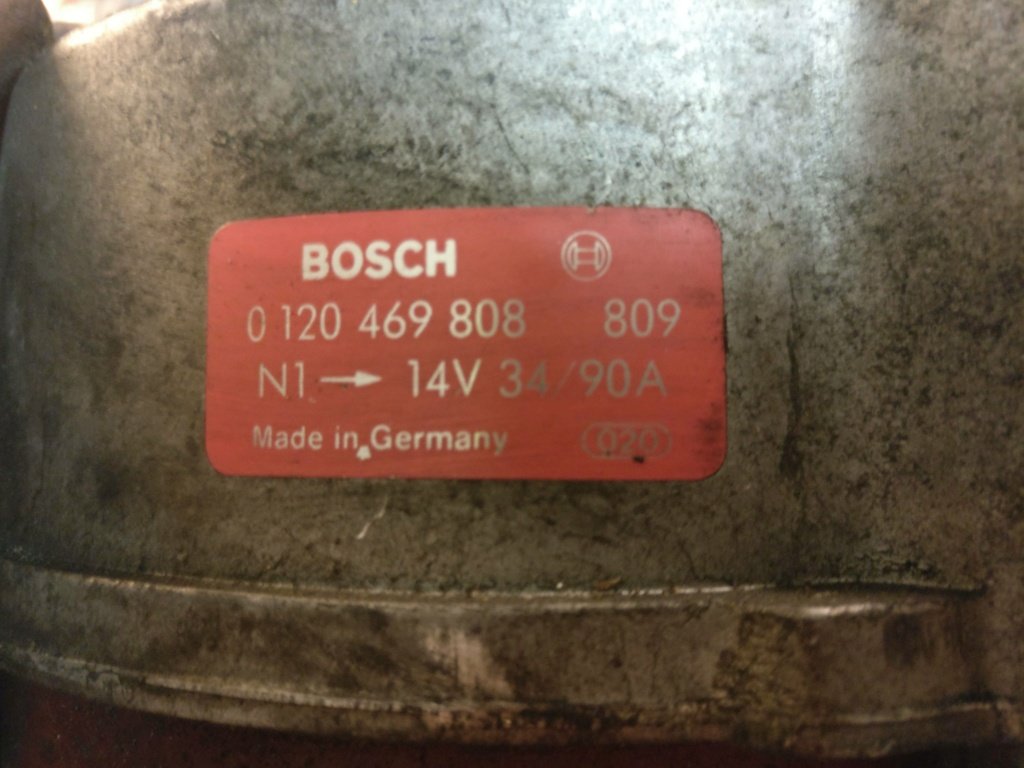 BOSCH
0 120 469 808 809
N1 → 14V 34/90A
Made in Germany 020